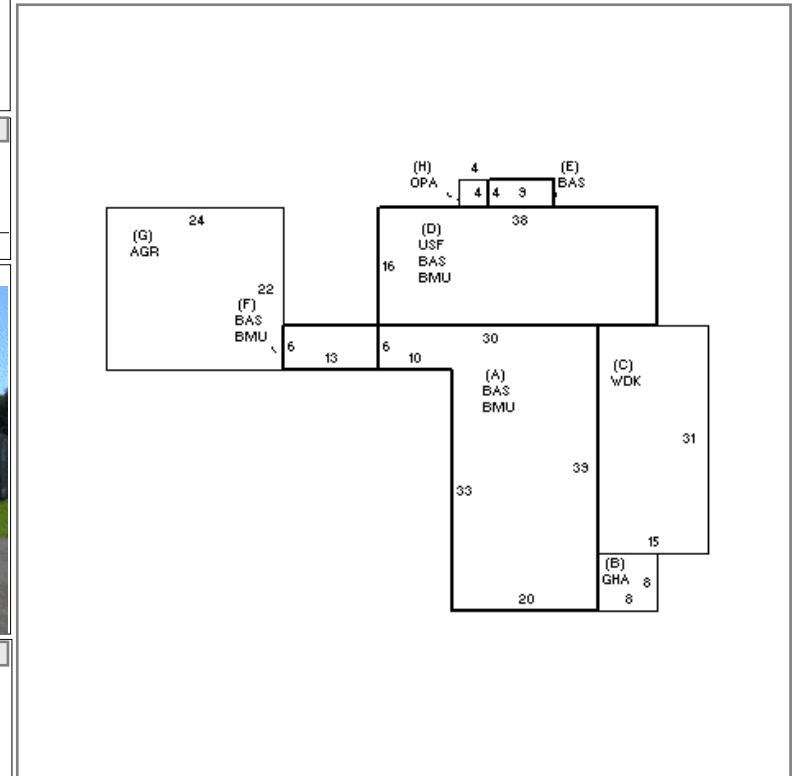 (H)
OPA
4
(E)
BAS
4
4
9
24
(G)
AGR
22
(F)
BAS
BMU
38
(D)
USF
BAS
BMU
16
6
13
6
10
30
(A)
BAS
BMU
(C)
WDK
31
39
33
15
(B)
GHA
8
8
20